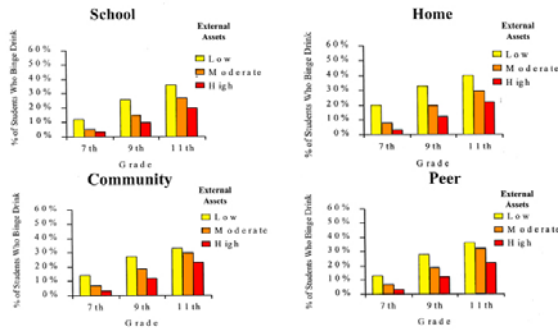 School
External
Assets
Low
Moderate
High
% of Students Who Binge Drink
60%
50%
40%
30%
20%
10%
0%
7th 9th 11th
Grade
Home
External
Assets
Low
Moderate
High
% of Students Who Binge Drink
60%
50%
40%
30%
20%
10%
0%
7th 9th 11th
Grade
Community
External
Assets
Low
Moderate
High
% of Students Who Binge Drink
60%
50%
40%
30%
20%
10%
0%
7th 9th 11th
Grade
Peer
External
Assets
Low
Moderate
High
% of Students Who Binge Drink
60%
50%
40%
30%
20%
10%
0%
7th 9th 11th
Grade